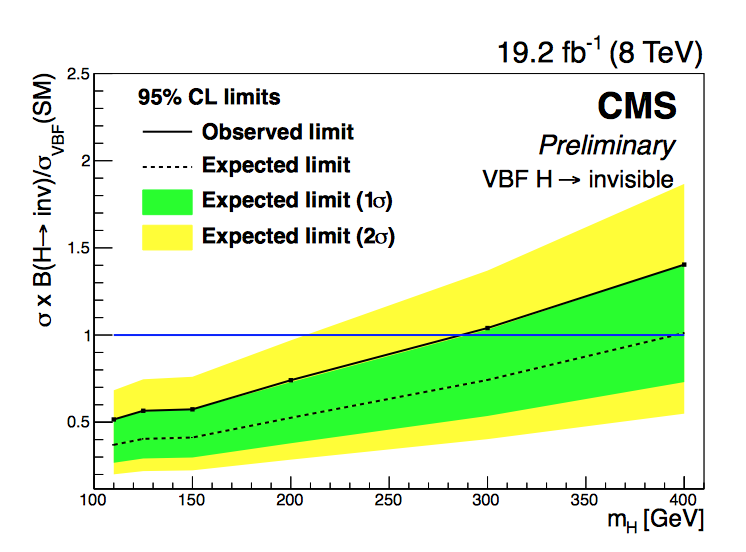 19.2 fb⁻¹ (8 TeV)
σ x B(H→ inv)/σ_VBF(SM)
2.5
2
1.5
1
0.5
95% CL limits
Observed limit
Expected limit
Expected limit (1σ)
Expected limit (2σ)
CMS
Preliminary
VBF H → invisible
100 150 200 250 300 350 400
m_H [GeV]